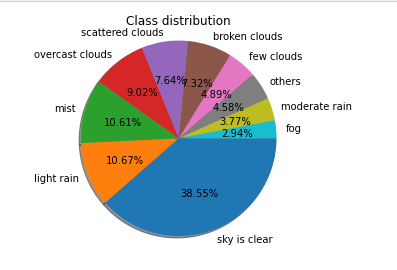 Class distribution
scattered clouds
broken clouds
overcast clouds
few clouds
others
mist
moderate rain
fog
light rain
sky is clear
7.64%
7.32%
9.02%
4.89%
4.58%
10.61%
3.77%
2.94%
10.67%
38.55%